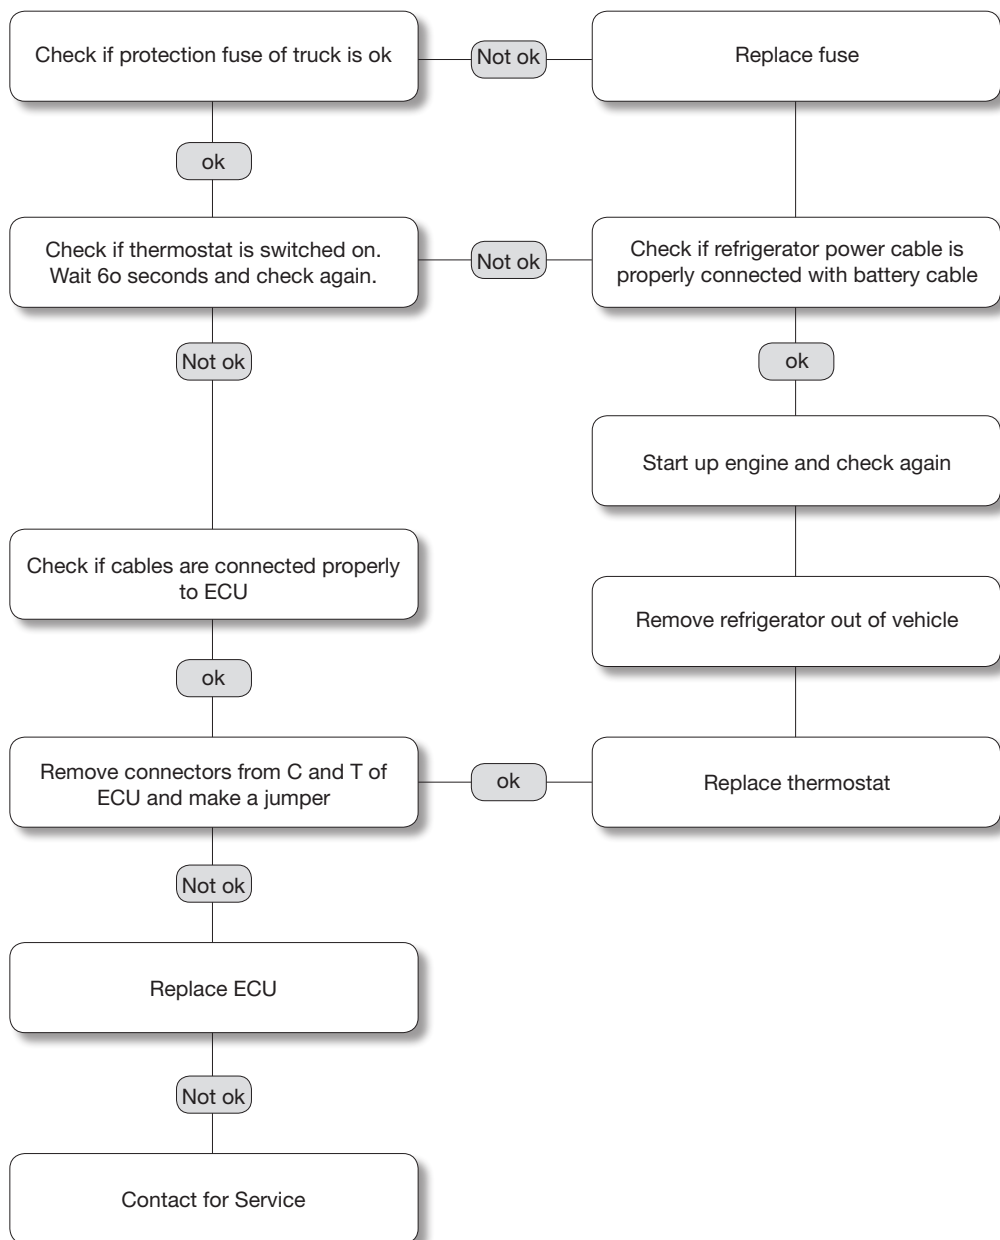 Check if protection fuse of truck is ok
Not ok
Replace fuse
ok
Check if thermostat is switched on.
Wait 6o seconds and check again.
Not ok
Check if refrigerator power cable is
properly connected with battery cable
Not ok
ok
Start up engine and check again
Check if cables are connected properly
to ECU
Remove refrigerator out of vehicle
ok
Remove connectors from C and T of
ECU and make a jumper
ok
Replace thermostat
Not ok
Replace ECU
Not ok
Contact for Service